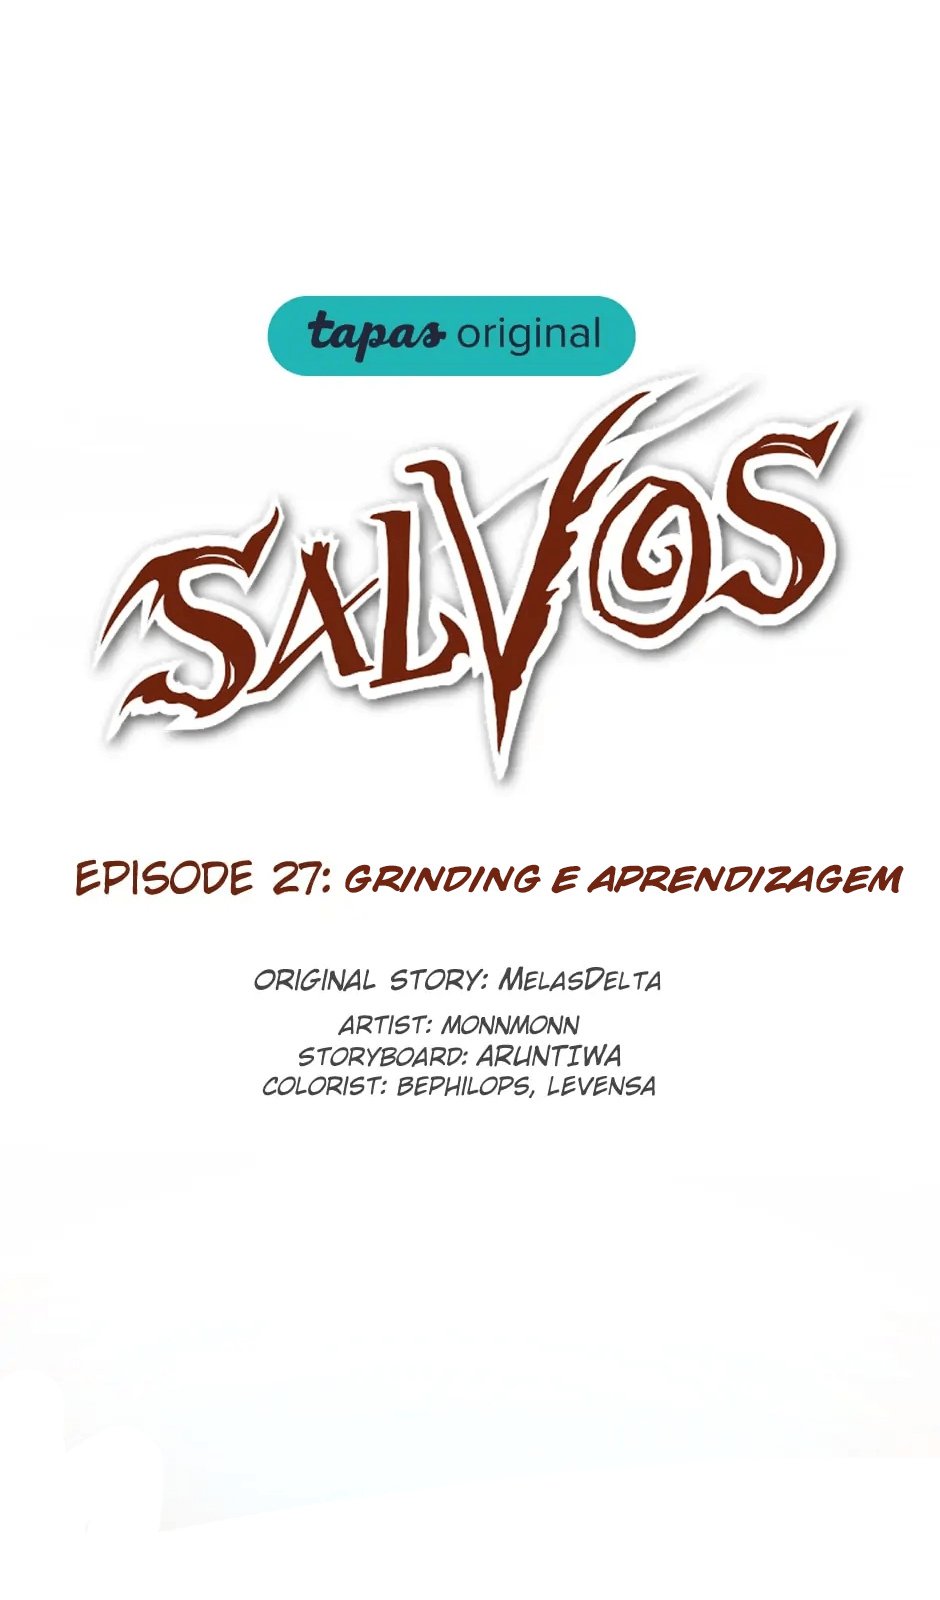 tapas original
SALVOS
EPISODE 27: GRINDING E APRENDIZAGEM
ORIGINAL STORY: MELASDELTA
ARTIST: MONNMONN
STORYBOARD: ARUNTIWA
COLORIST: BEPHILOPS, LEVENSA